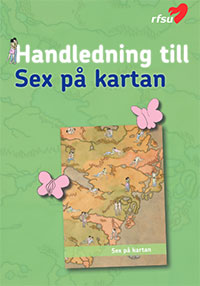 rfsu
Handledning till
Sex på kartan
Sex på kartan